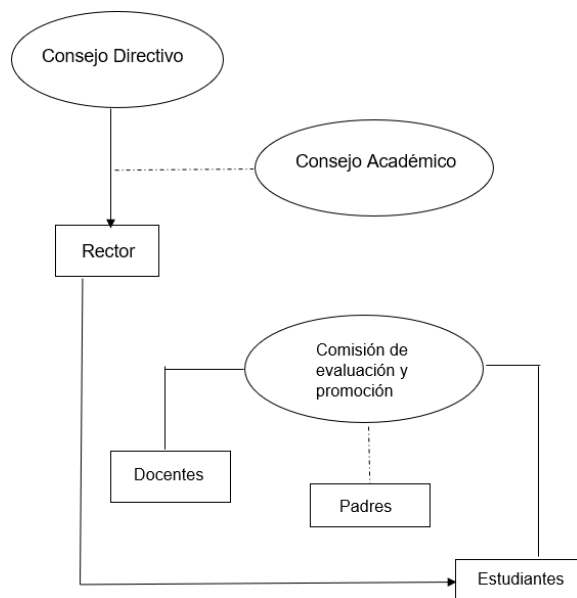 Consejo Directivo
Consejo Académico
Rector
Comisión de
evaluación y
promoción
Docentes
Padres
Estudiantes